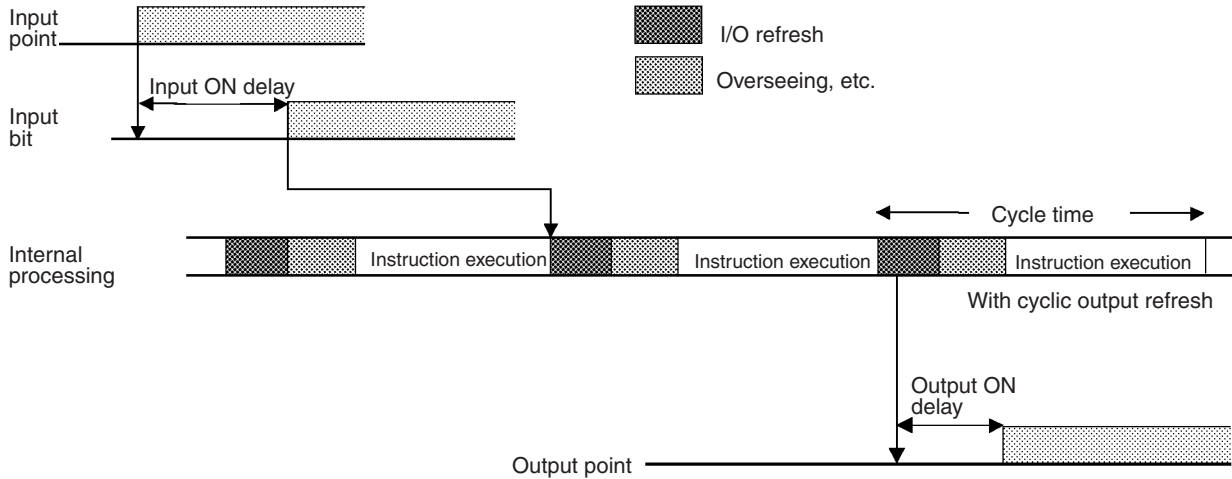 Input
point
I/O refresh
Overseeing, etc.
Input ON delay
Input
bit
Cycle time
Internal
processing
Instruction execution
Instruction execution
Instruction execution
With cyclic output refresh
Output ON
delay
Output point